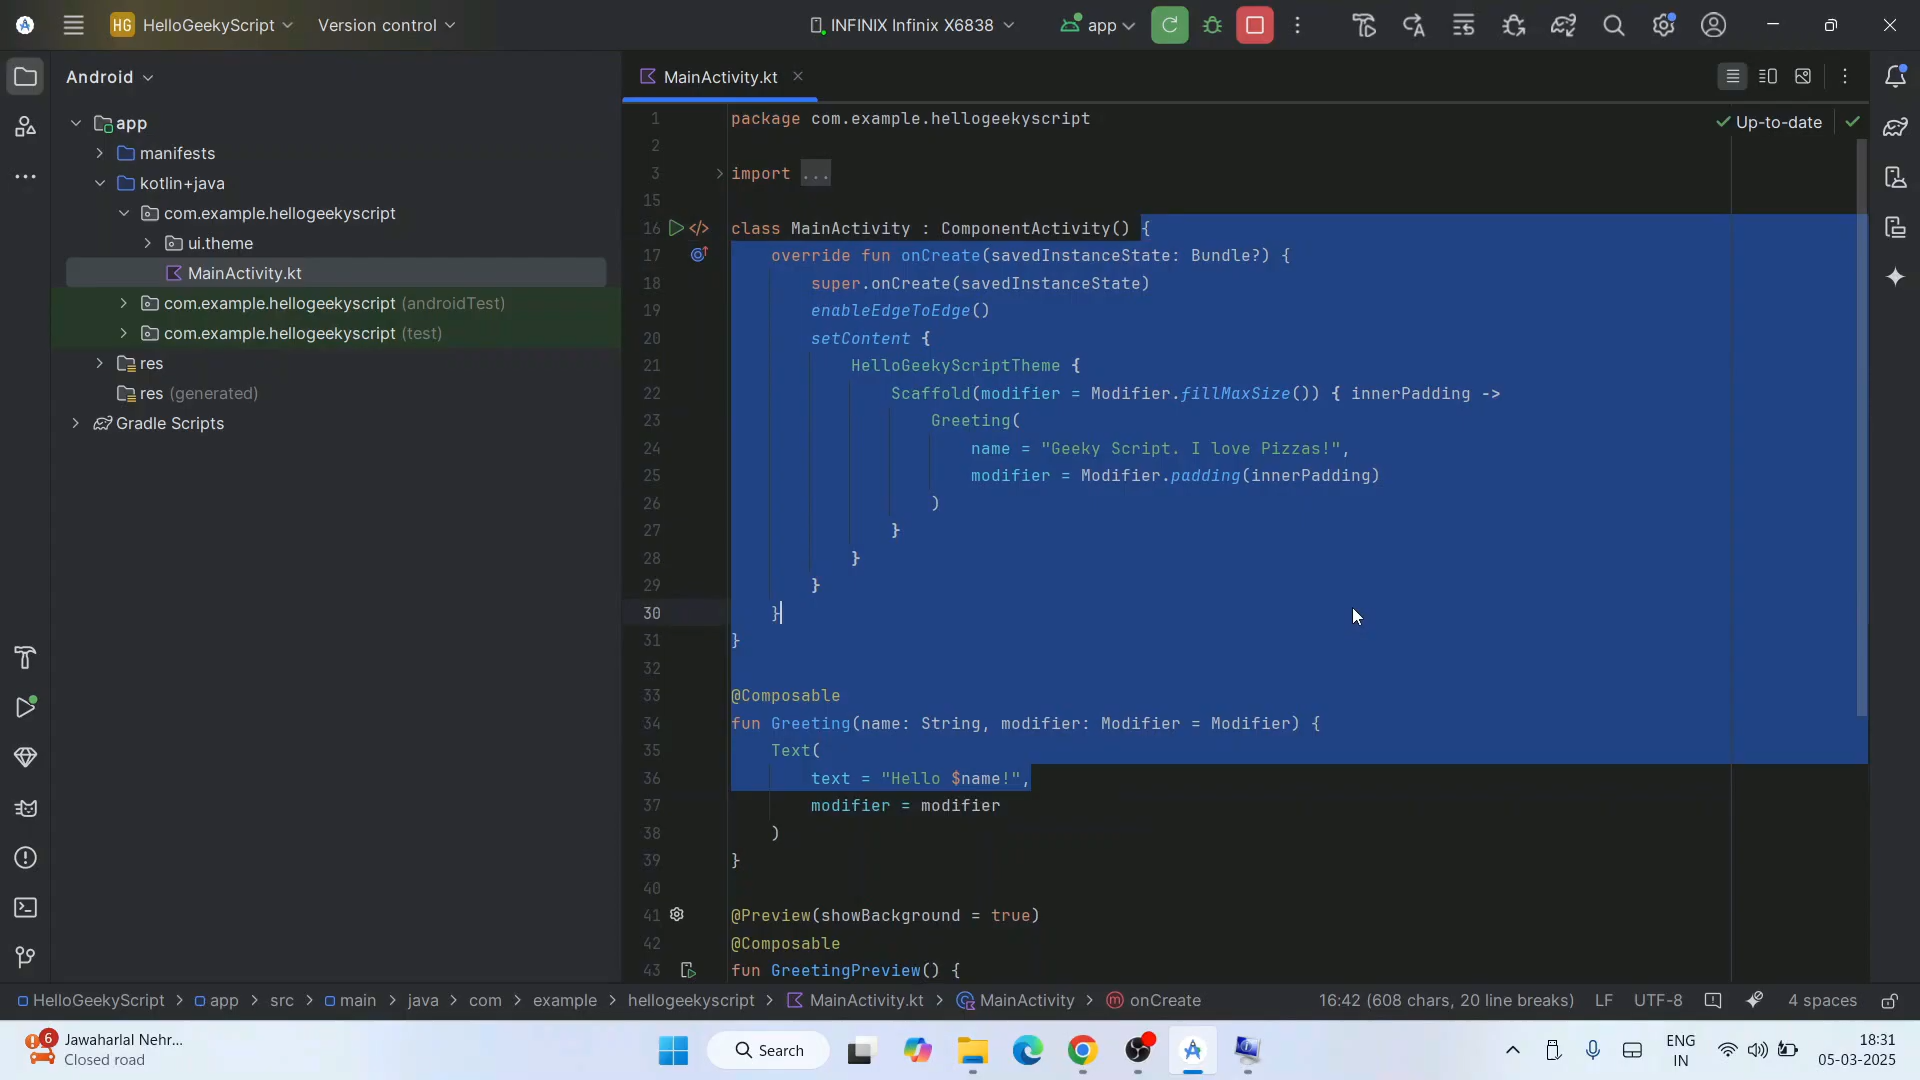 HG HelloGeekyScript Version control INFINIX Infinix X6838 app
Android
MainActivity.kt
app
manifests
kotlin+java
com.example.hellogeekyscript
ui.theme
MainActivity.kt
com.example.hellogeekyscript (androidTest)
com.example.hellogeekyscript (test)
res
res (generated)
Gradle Scripts
Up-to-date
1 package com.example.hellogeekyscript
2
3 import ...
15
16 class MainActivity : ComponentActivity() {
17 override fun onCreate(savedInstanceState: Bundle?) {
18 super.onCreate(savedInstanceState)
19 enableEdgeToEdge()
20 setContent {
21 HelloGeekyScriptTheme {
22 Scaffold(modifier = Modifier.fillMaxSize()) { innerPadding ->
23 Greeting(
24 name = "Geeky Script. I love Pizzas!",
25 modifier = Modifier.padding(innerPadding)
26 )
27 }
28 }
29 }
30 }
31 }
32
33 @Composable
34 fun Greeting(name: String, modifier: Modifier = Modifier) {
35 Text(
36 text = "Hello $name!",
37 modifier = modifier
38 )
39 }
40
41 @Preview(showBackground = true)
42 @Composable
43 fun GreetingPreview() {
HelloGeekyScript > app > src > main > java > com > example > hellogeekyscript > MainActivity.kt > MainActivity > onCreate 16:42 (608 chars, 20 line breaks) LF UTF-8 4 spaces
6 Jawaharlal Nehr...
Closed road
Search
ENG
IN
18:31
05-03-2025